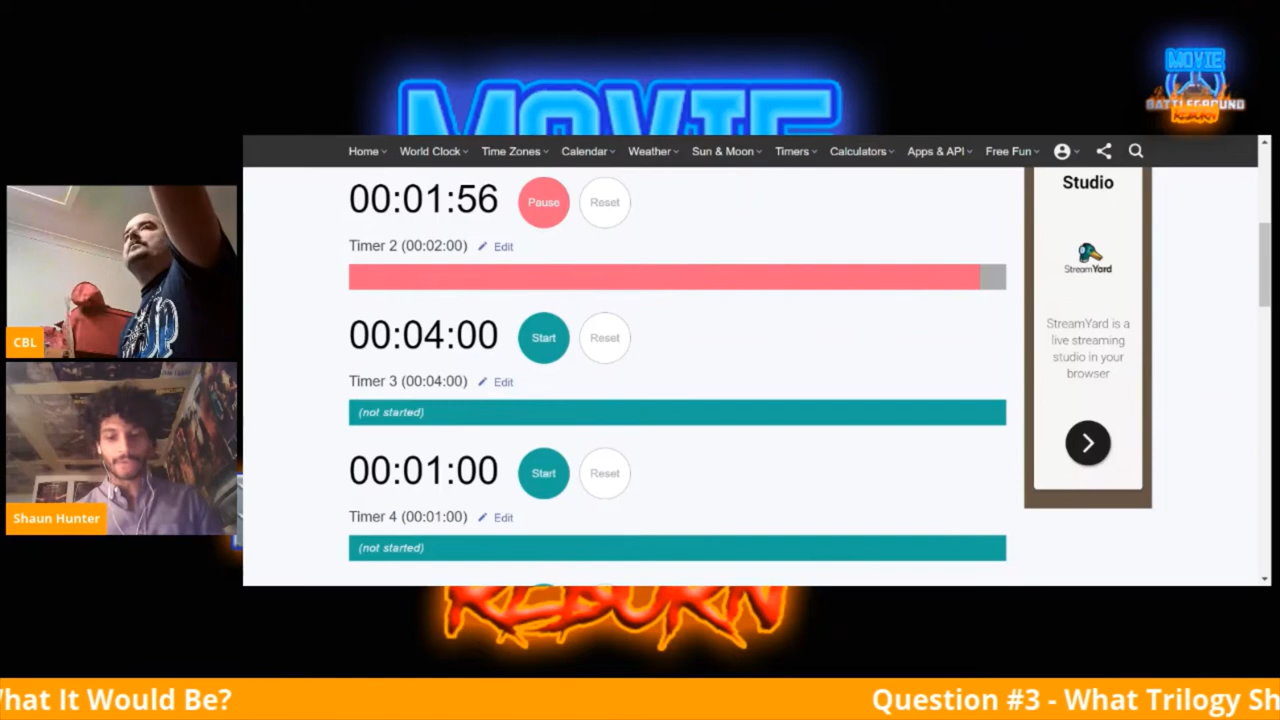 MOVIE
MOVIE
BATTLEGROUND
REBORN
Home World Clock Time Zones Calendar Weather Sun & Moon Timers Calculators Apps & API Free Fun
00:01:56 Pause Reset
Timer 2 (00:02:00) Edit
00:04:00 Start Reset
Timer 3 (00:04:00) Edit
(not started)
00:01:00 Start Reset
Timer 4 (00:01:00) Edit
(not started)
Studio
StreamYard
StreamYard is a
live streaming
studio in your
browser
CBL
Shaun Hunter
REBORN
What It Would Be? Question #3 - What Trilogy Sh